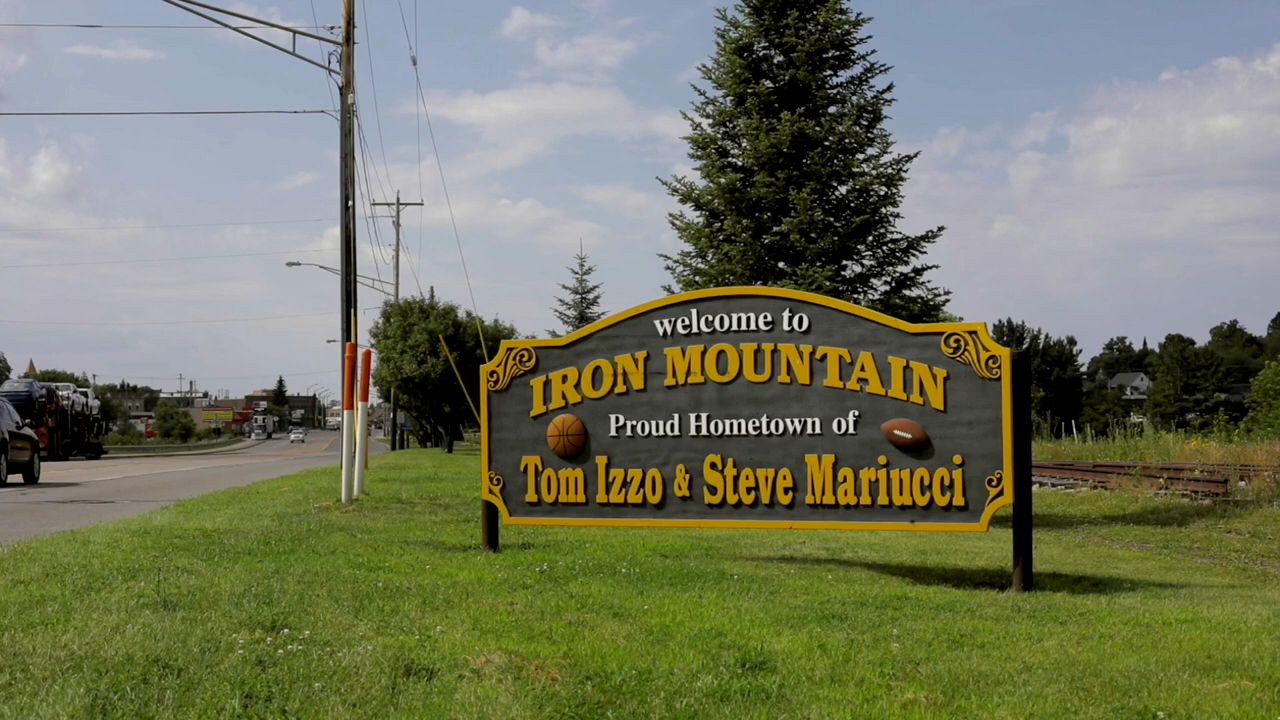 welcome to
IRON MOUNTAIN
Proud Hometown of
Tom Izzo & Steve Mariucci